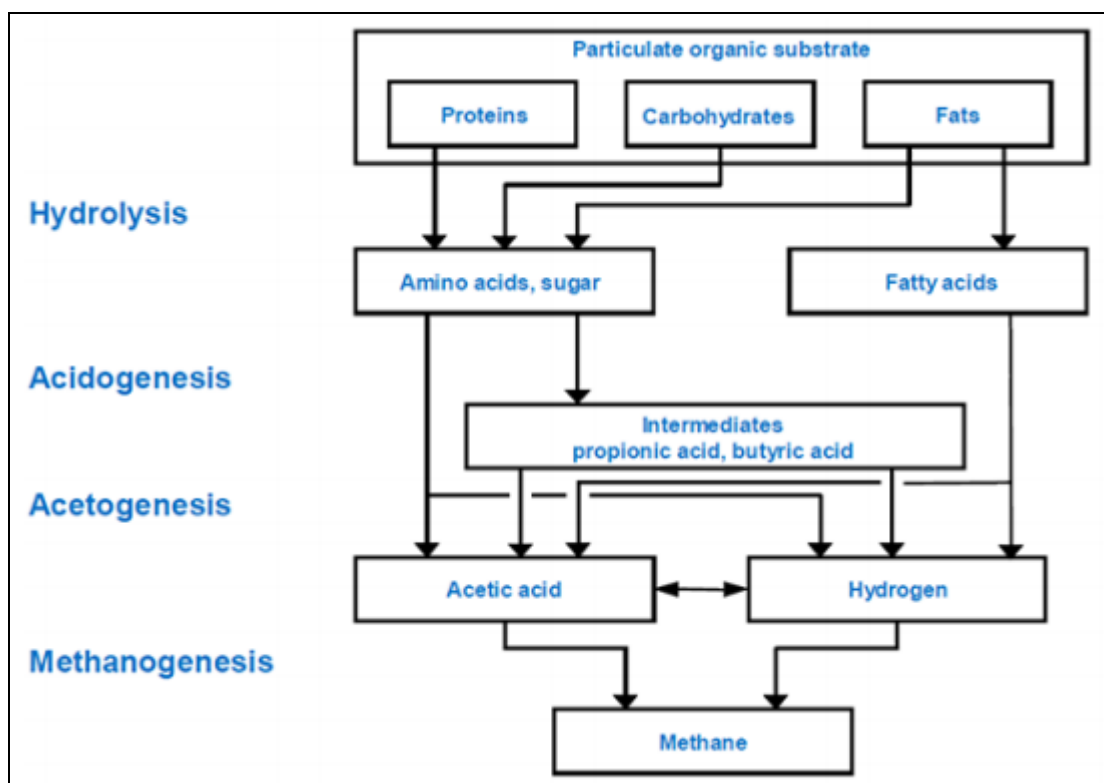 Particulate organic substrate
Proteins
Carbohydrates
Fats
Hydrolysis
Amino acids, sugar
Fatty acids
Acidogenesis
Intermediates
propionic acid, butyric acid
Acetogenesis
Acetic acid
Hydrogen
Methanogenesis
Methane